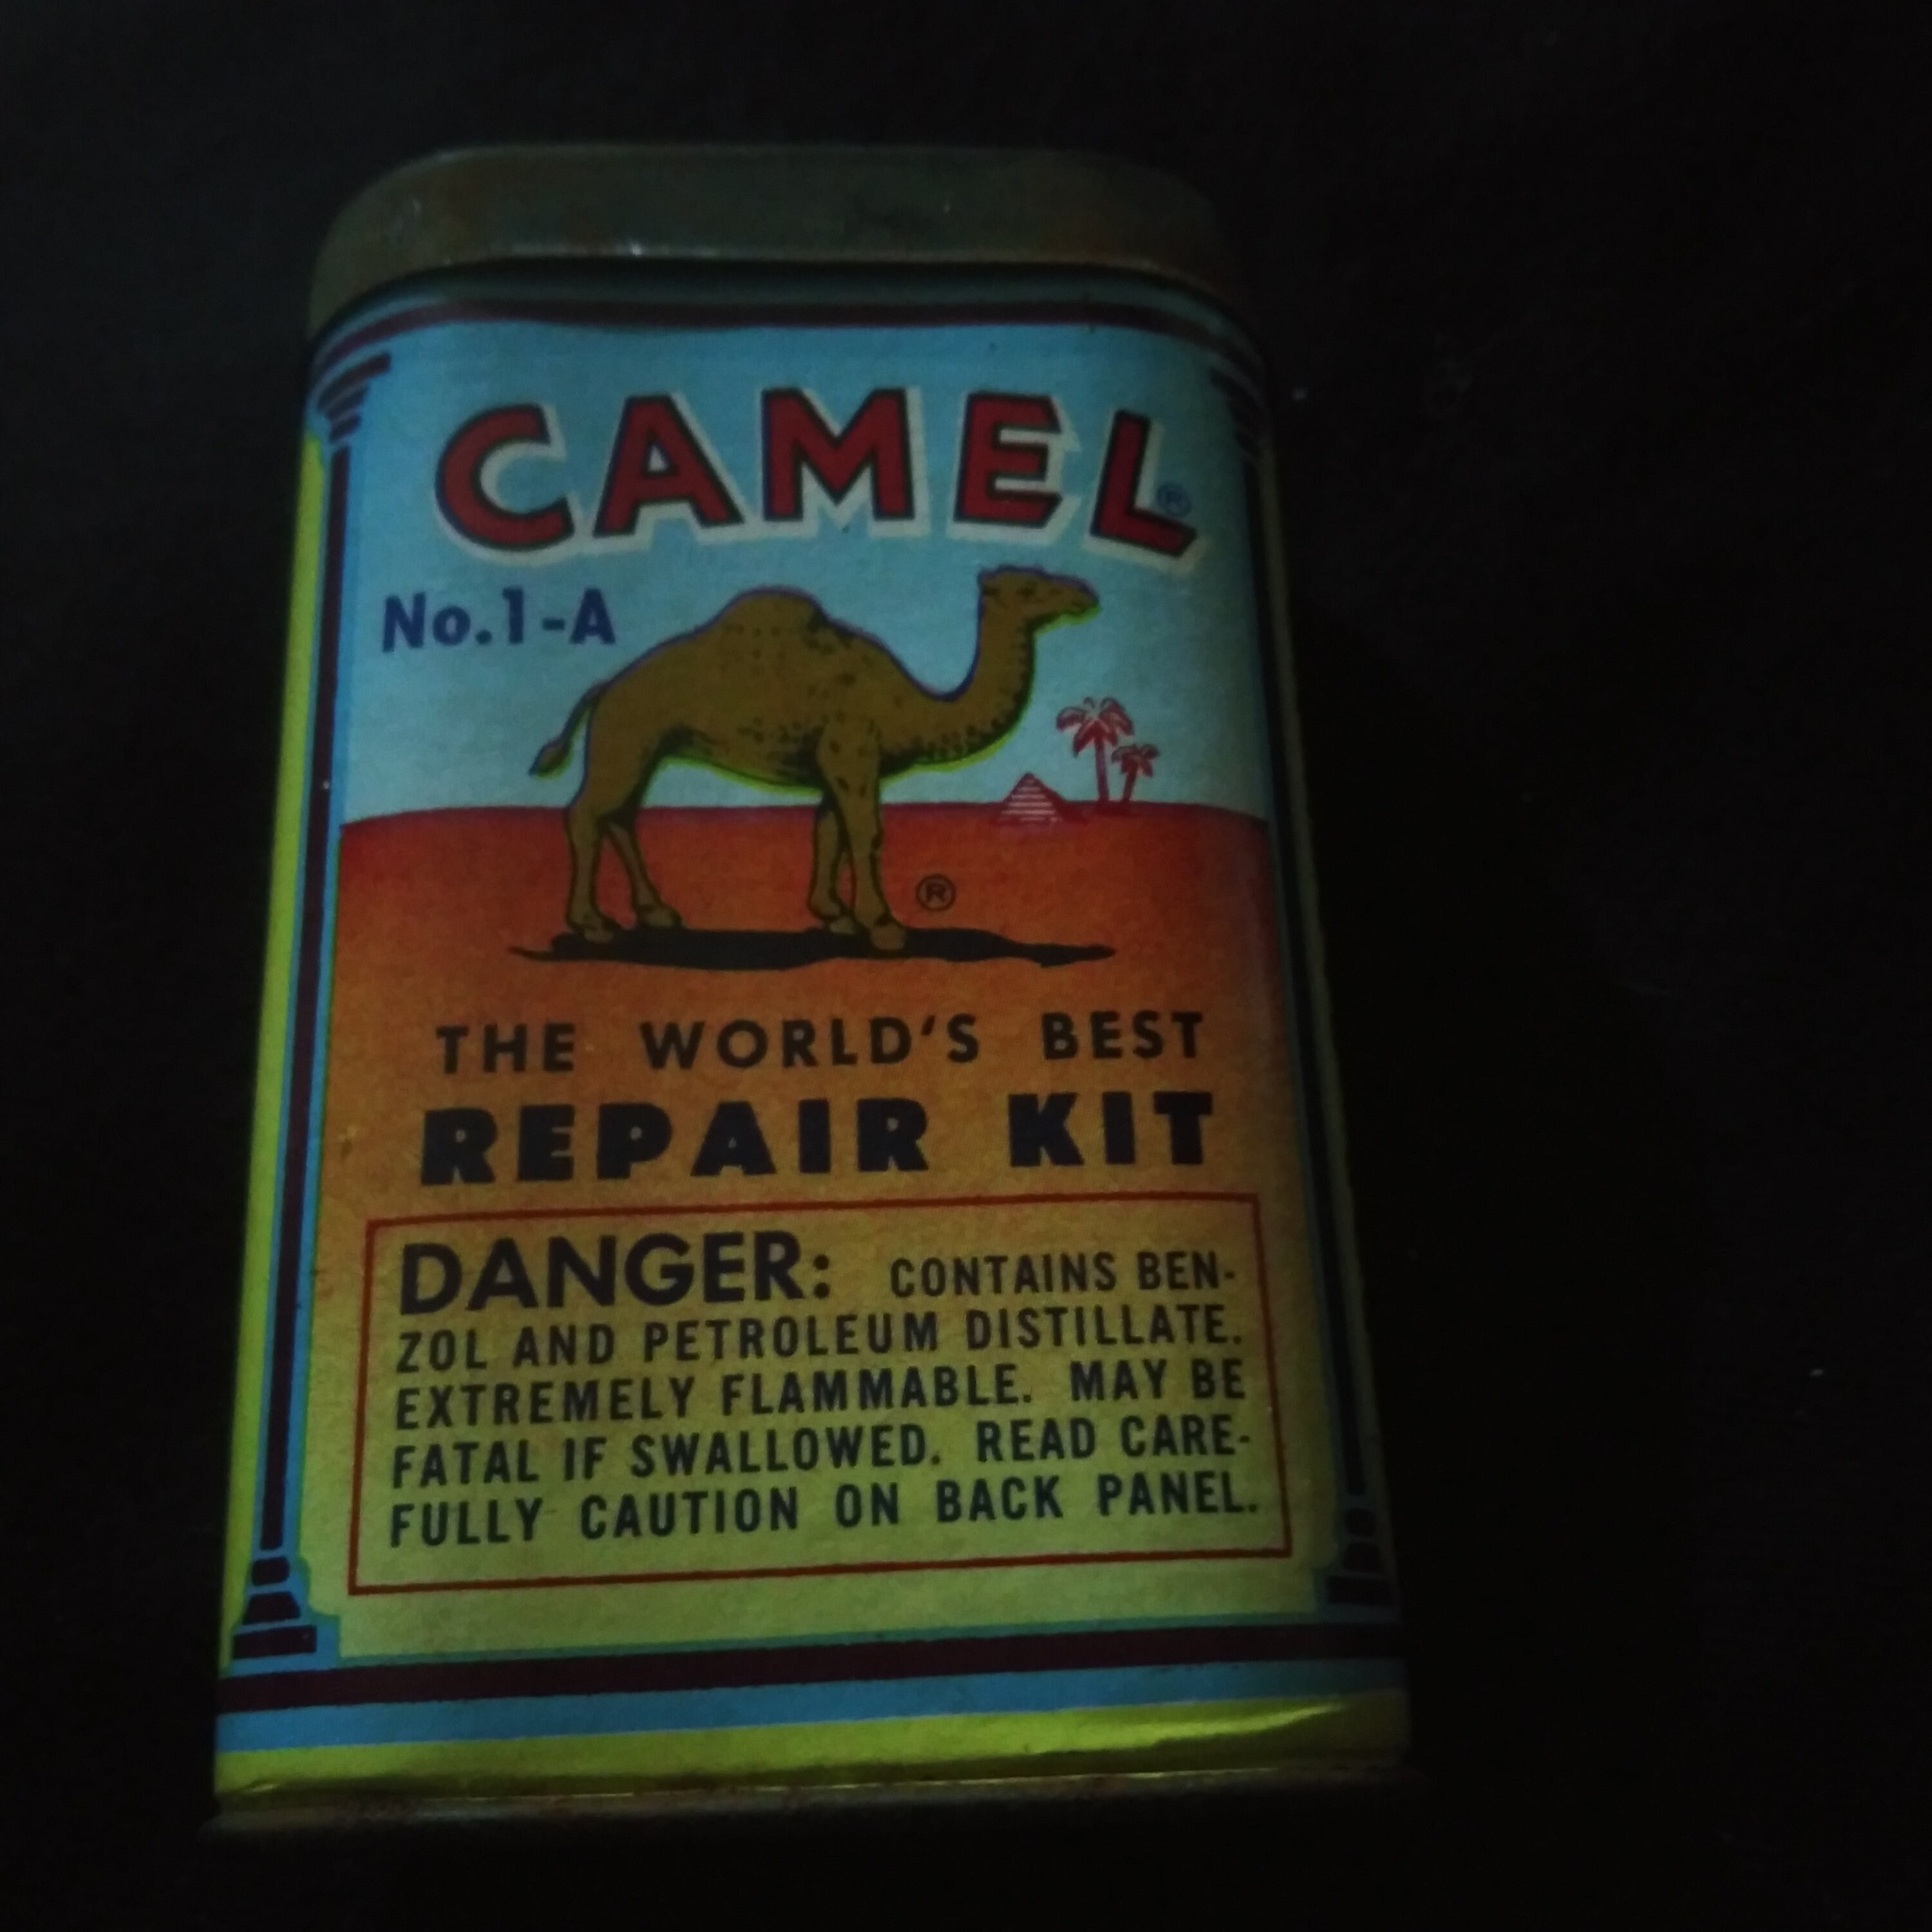 CAMEL®
No.1-A
®
THE WORLD'S BEST
REPAIR KIT
DANGER: CONTAINS BEN-
ZOL AND PETROLEUM DISTILLATE.
EXTREMELY FLAMMABLE. MAY BE
FATAL IF SWALLOWED. READ CARE-
FULLY CAUTION ON BACK PANEL.